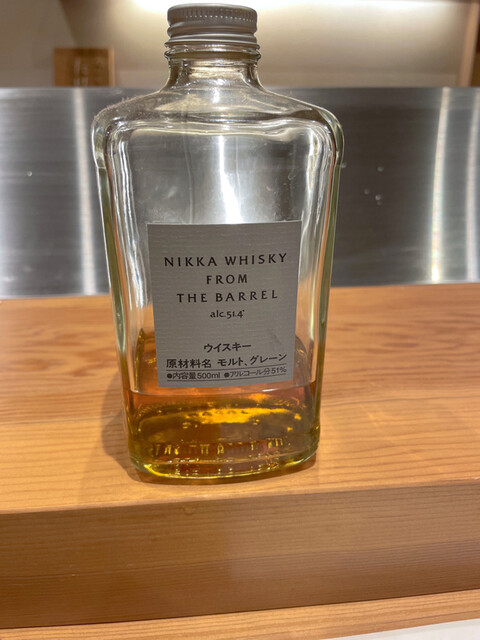 NIKKA WHISKY
FROM
THE BARREL
alc.51.4°
ウイスキー
原材料名 モルト、グレーン
●内容量500ml ●アルコール分51%